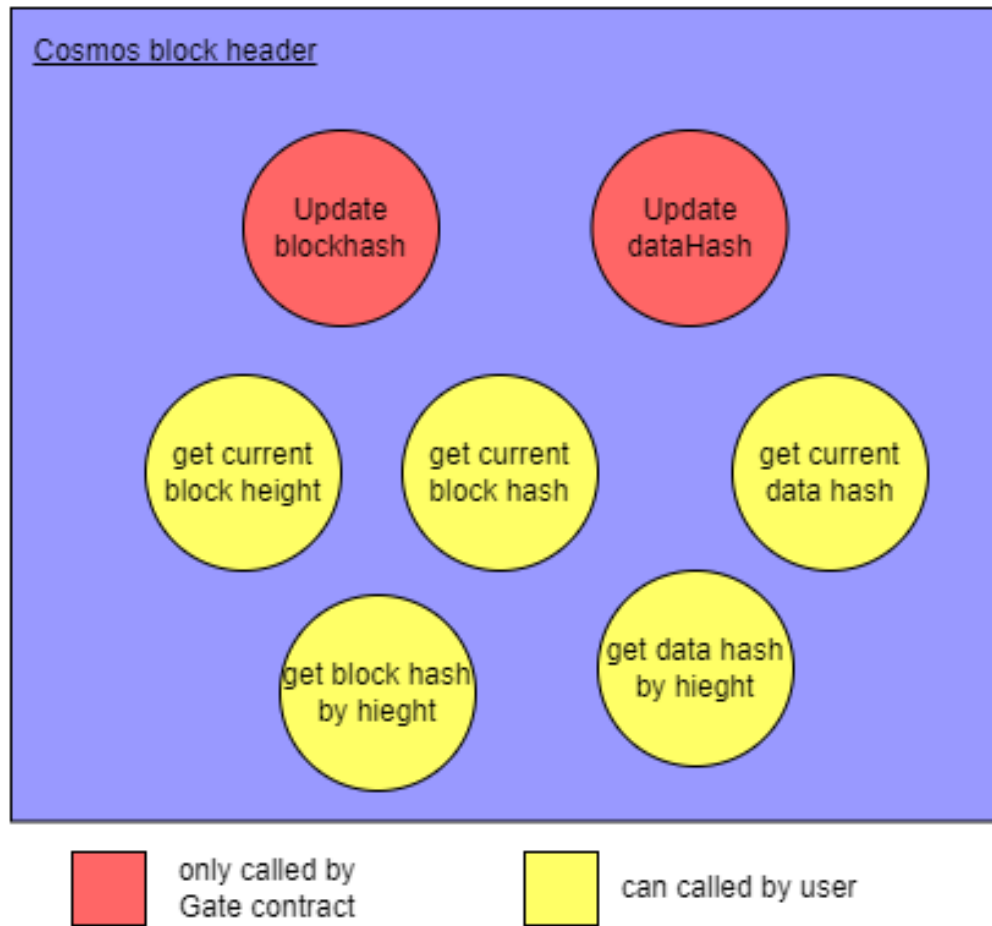 Cosmos block header
Update
blockhash
Update
dataHash
get current
block height
get current
block hash
get current
data hash
get block hash
by hieght
get data hash
by hieght
only called by
Gate contract
can called by user